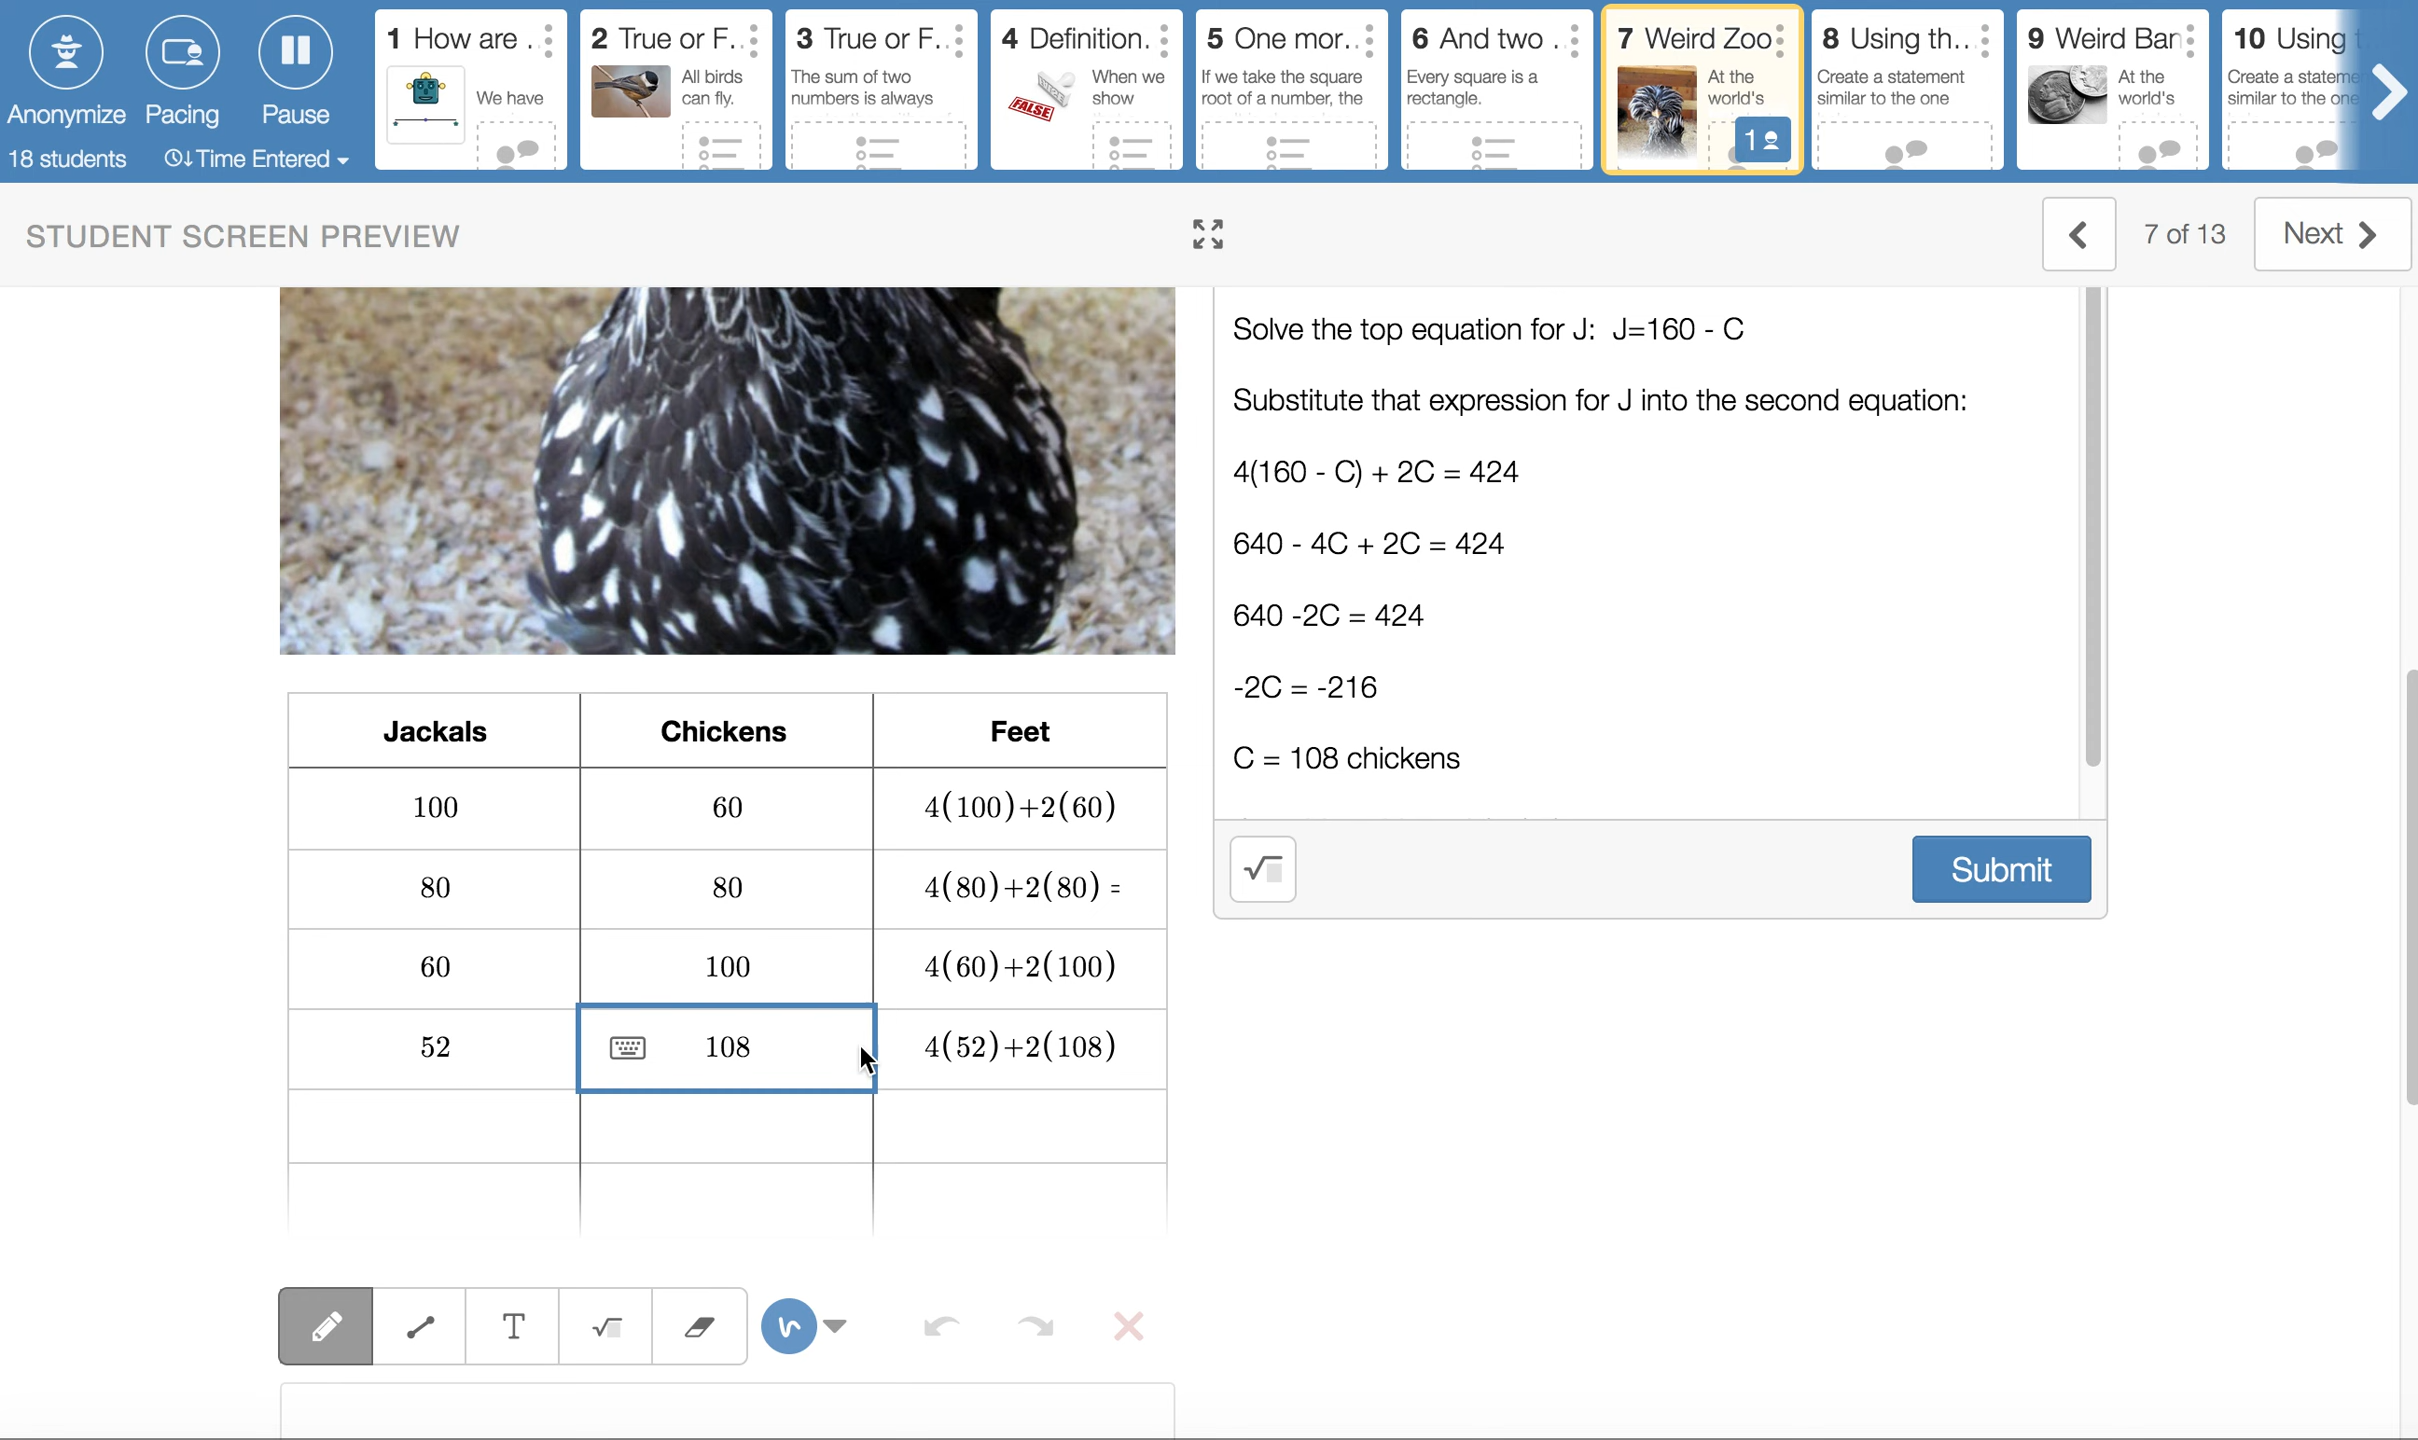 1 How are . We have
2 True or F.. All birds can fly.
3 True or F.. The sum of two numbers is always
4 Definition. When we show
FALSE
5 One mor.. If we take the square root of a number, the
6 And two . Every square is a rectangle.
7 Weird Zoo At the world's
1
8 Using th... Create a statement similar to the one
9 Weird Ban At the world's
10 Using t Create a stateme similar to the one
Anonymize Pacing Pause
18 students Time Entered
STUDENT SCREEN PREVIEW
7 of 13
Next
Solve the top equation for J: J=160 - C
Substitute that expression for J into the second equation:
4(160 - C) + 2C = 424
640 - 4C + 2C = 424
640 -2C = 424
-2C = -216
C = 108 chickens
√
Submit
Jackals Chickens Feet
100 60 4(100)+2(60)
80 80 4(80)+2(80) =
60 100 4(60)+2(100)
52 108 4(52)+2(108)
T √